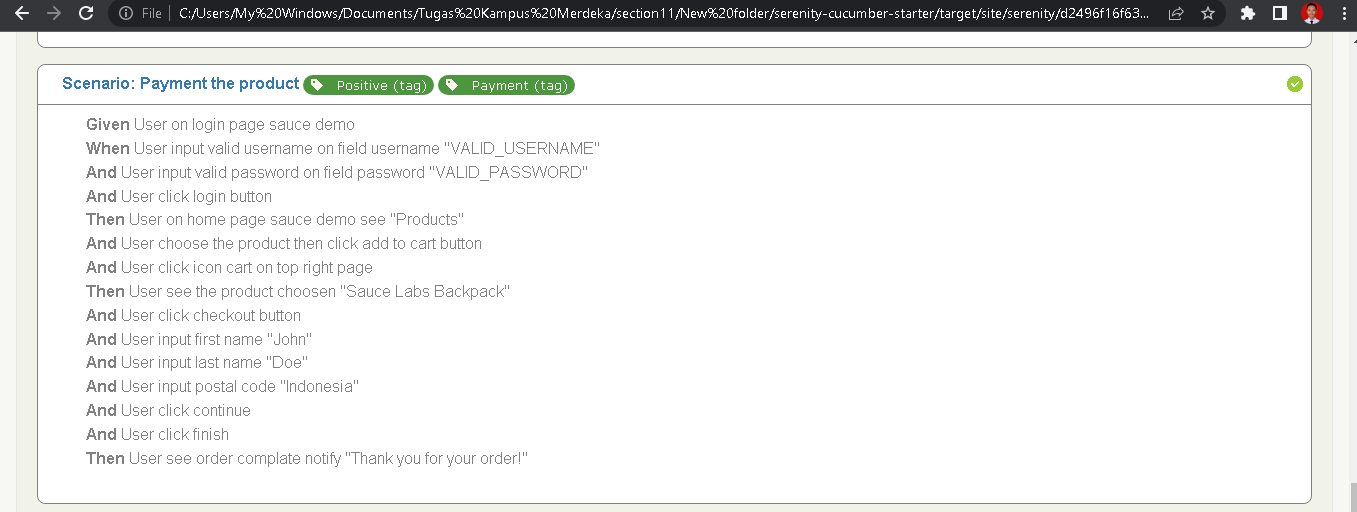 File C:/Users/My%20Windows/Documents/Tugas%20Kampus%20Merdeka/section11/New%20folder/serenity-cucumber-starter/target/site/serenity/d2496f16f63...
Scenario: Payment the product Positive (tag) Payment (tag)
Given User on login page sauce demo
When User input valid username on field username "VALID_USERNAME"
And User input valid password on field password "VALID_PASSWORD"
And User click login button
Then User on home page sauce demo see "Products"
And User choose the product then click add to cart button
And User click icon cart on top right page
Then User see the product choosen "Sauce Labs Backpack"
And User click checkout button
And User input first name "John"
And User input last name "Doe"
And User input postal code "Indonesia"
And User click continue
And User click finish
Then User see order complate notify "Thank you for your order!"